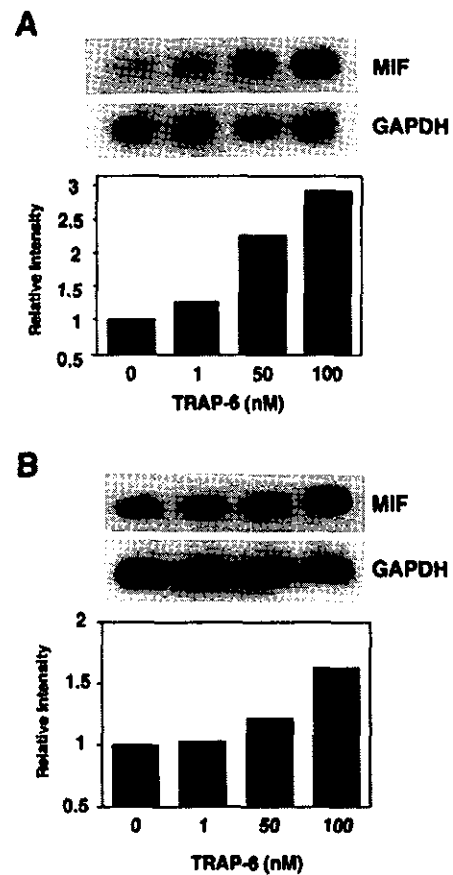 A
MIF
GAPDH
3
2.5
2
1.5
1
0.5
Relative Intensity
0 1 50 100
TRAP-6 (nM)
B
MIF
GAPDH
2
1.5
1
0.5
Relative Intensity
0 1 50 100
TRAP-6 (nM)